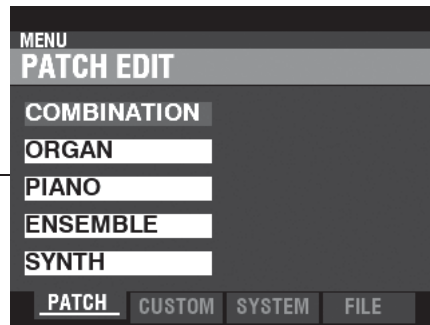 MENU
PATCH EDIT
COMBINATION
ORGAN
PIANO
ENSEMBLE
SYNTH
PATCH CUSTOM SYSTEM FILE